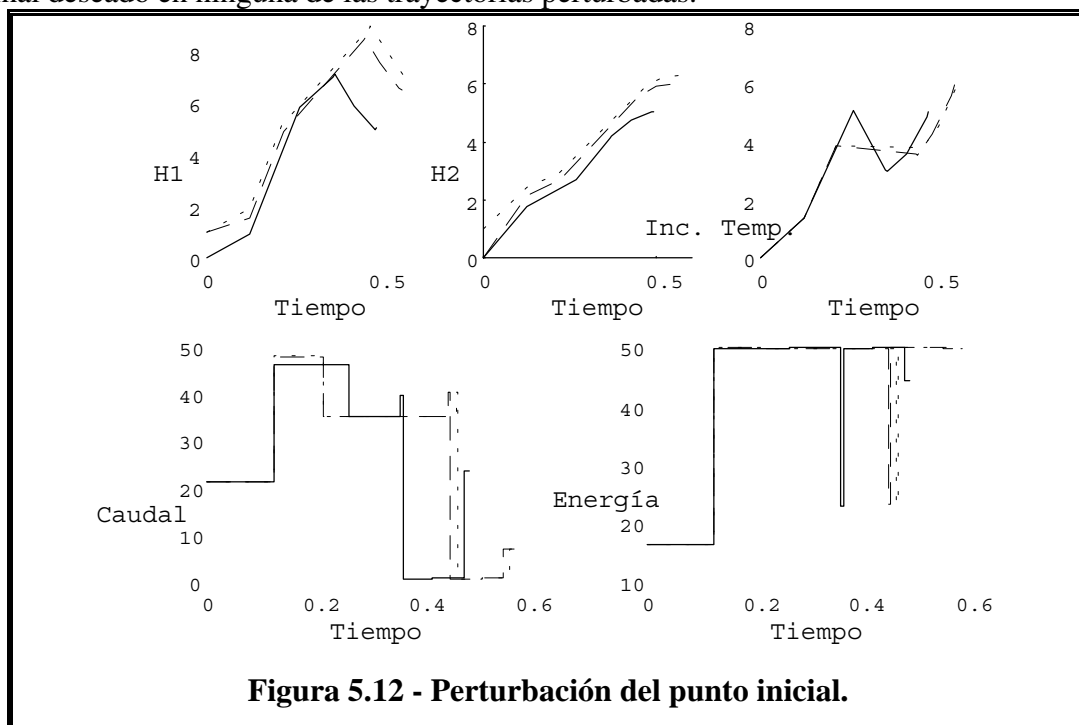 nal deseado en ninguna de las trayectorias perturbadas.
8
6
4
2
0
H1
0 0.5
Tiempo
8
6
4
2
0
H2
0 0.5
Tiempo
8
6
4
2
0
Inc. Temp.
0 0.5
Tiempo
50
40
30
20
10
0
Caudal
0 0.2 0.4 0.6
Tiempo
50
40
30
20
10
Energía
0 0.2 0.4 0.6
Tiempo
Figura 5.12 - Perturbación del punto inicial.